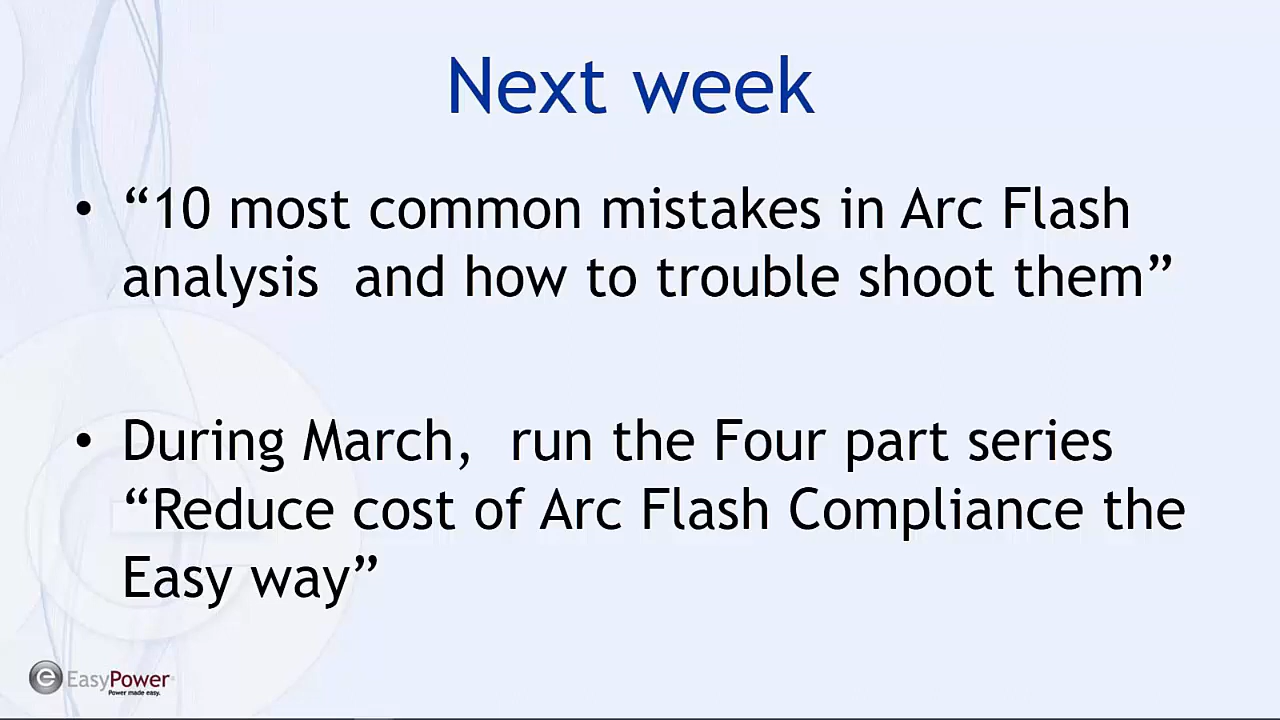 Next week
• “10 most common mistakes in Arc Flash
analysis  and how to trouble shoot them”
• During March,  run the Four part series
“Reduce cost of Arc Flash Compliance the
Easy way”
e EasyPower
Power made easy.